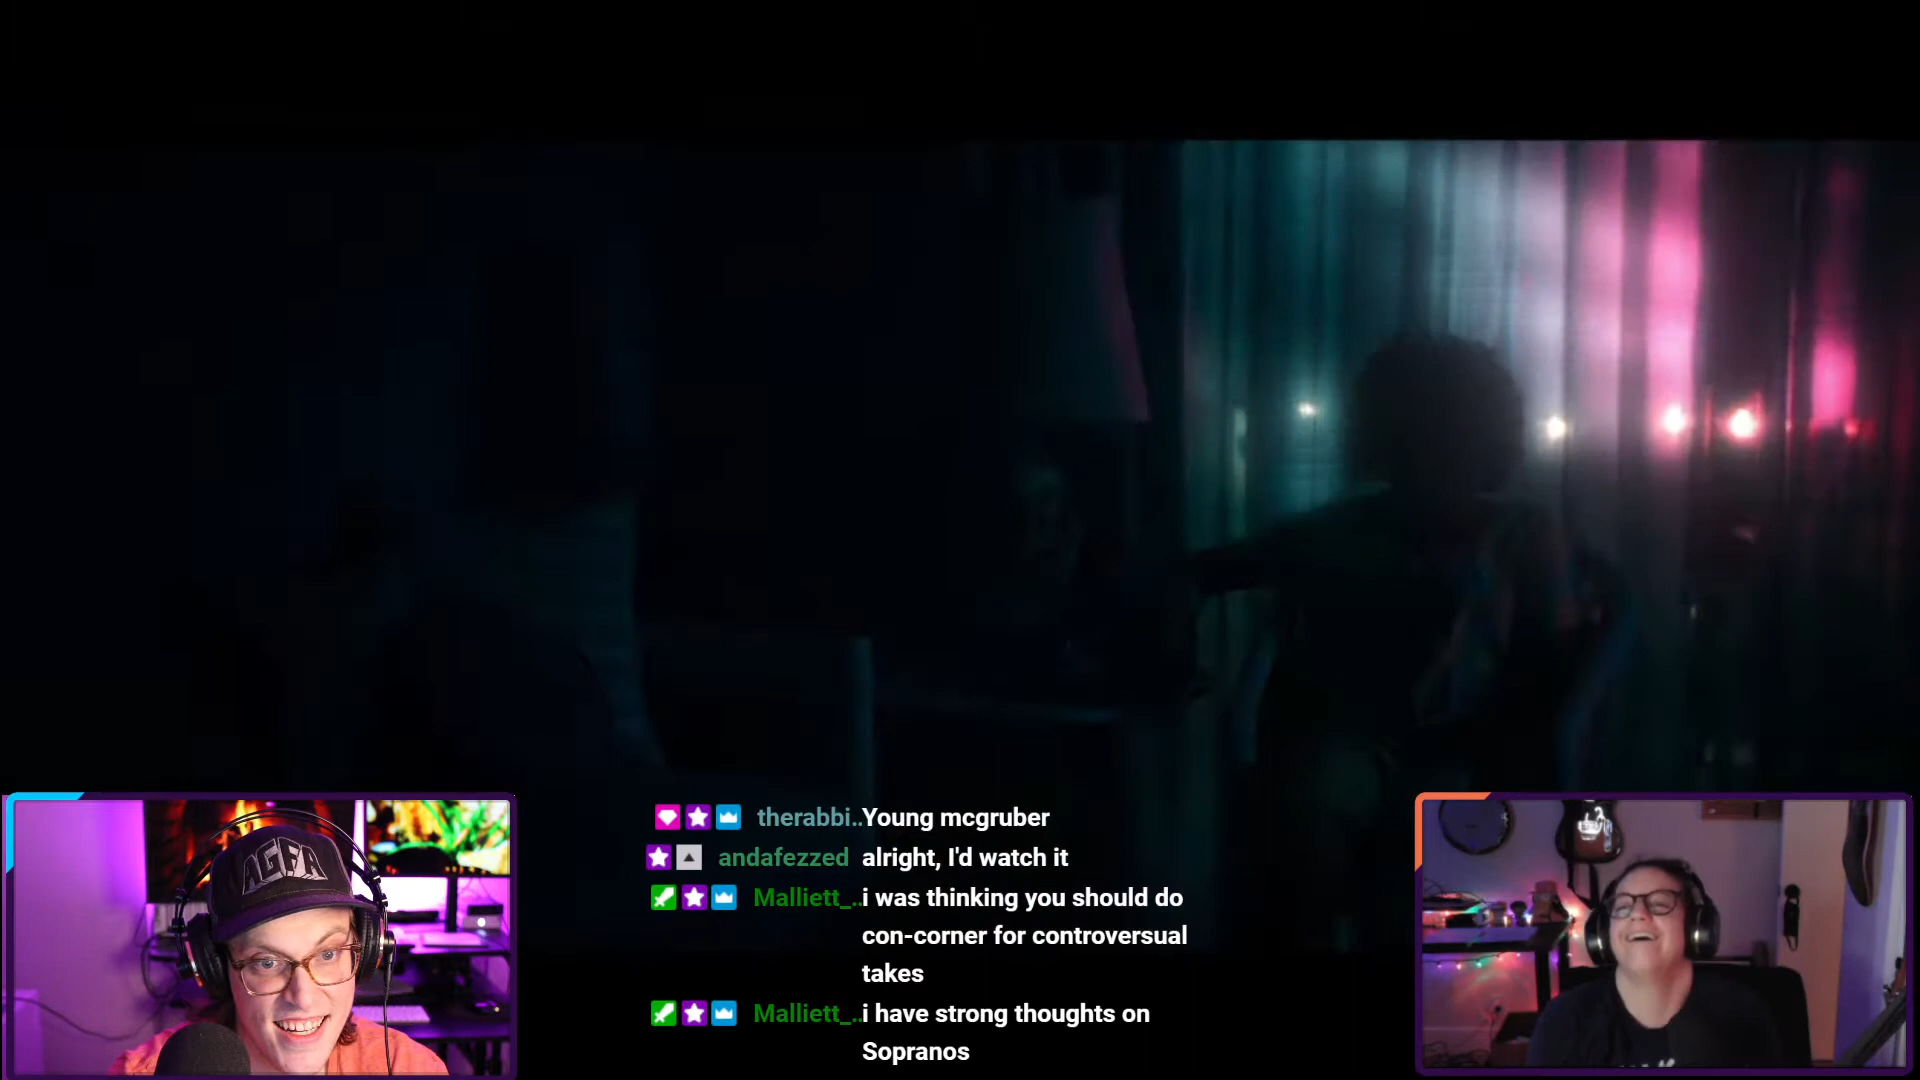 therabbi.. Young mcgruber
andafezzed alright, I'd watch it
Malliett_.. i was thinking you should do
con-corner for controversual
takes
Malliett_.. i have strong thoughts on
Sopranos
AGFA